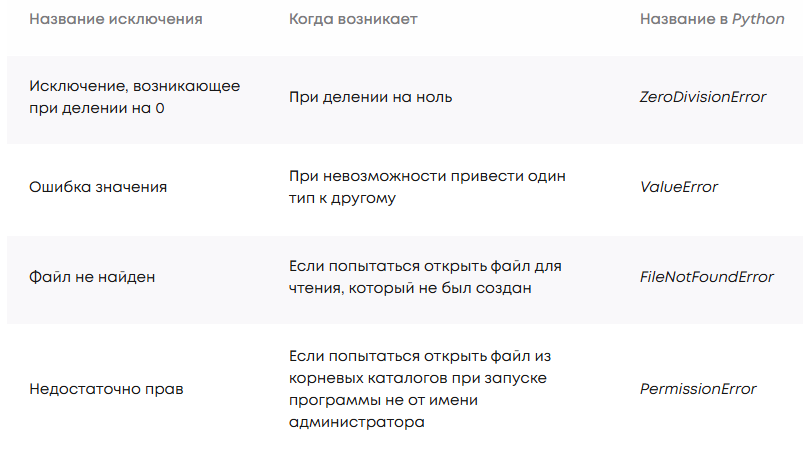 Название исключения Когда возникает Название в Python
Исключение, возникающее
при делении на 0
При делении на ноль
ZeroDivisionError
Ошибка значения
При невозможности привести один
тип к другому
ValueError
Файл не найден
Если попытаться открыть файл для
чтения, который не был создан
FileNotFoundError
Недостаточно прав
Если попытаться открыть файл из
корневых каталогов при запуске
программы не от имени
администратора
PermissionError